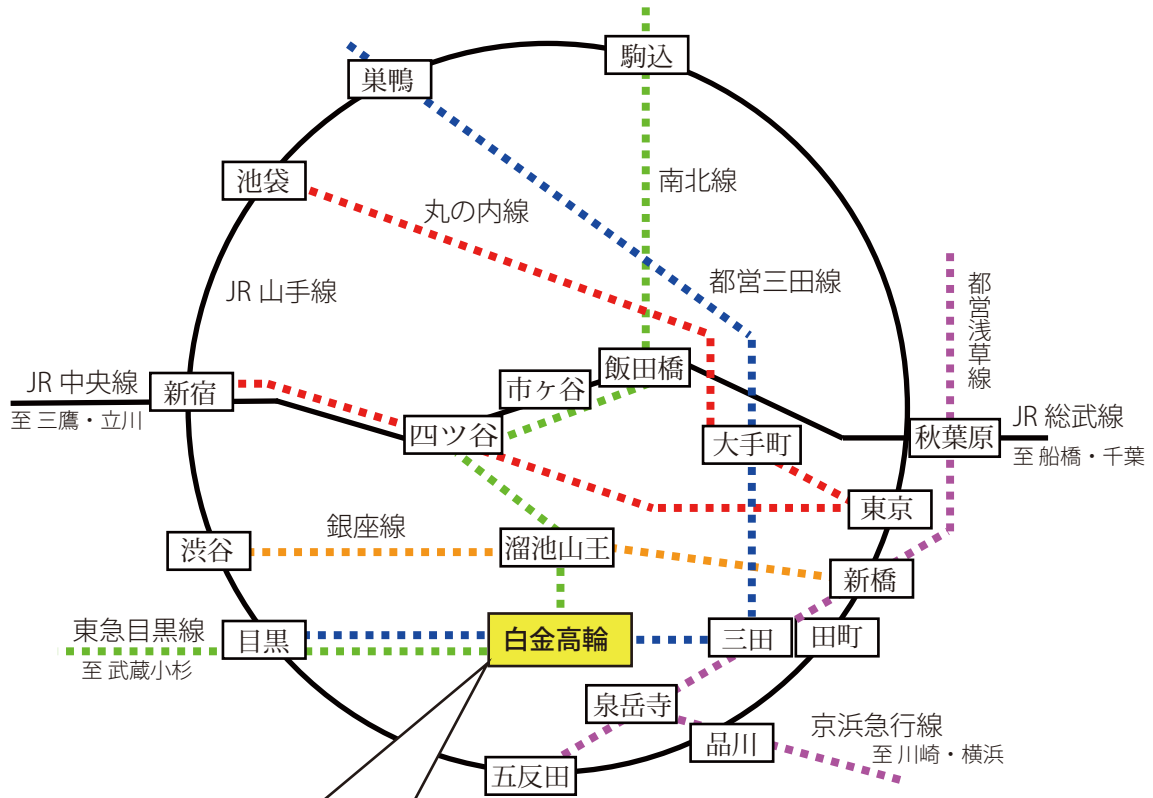 駒込
巣鴨
池袋
南北線
丸の内線
JR 山手線
都営三田線
都営浅草線
飯田橋
JR 中央線
至 三鷹・立川
新宿
市ヶ谷
四ツ谷
大手町
秋葉原
JR 総武線
至 船橋・千葉
東京
銀座線
渋谷
溜池山王
新橋
東急目黒線
至 武蔵小杉
目黒
白金高輪
三田
田町
泉岳寺
品川
京浜急行線
至 川崎・横浜
五反田